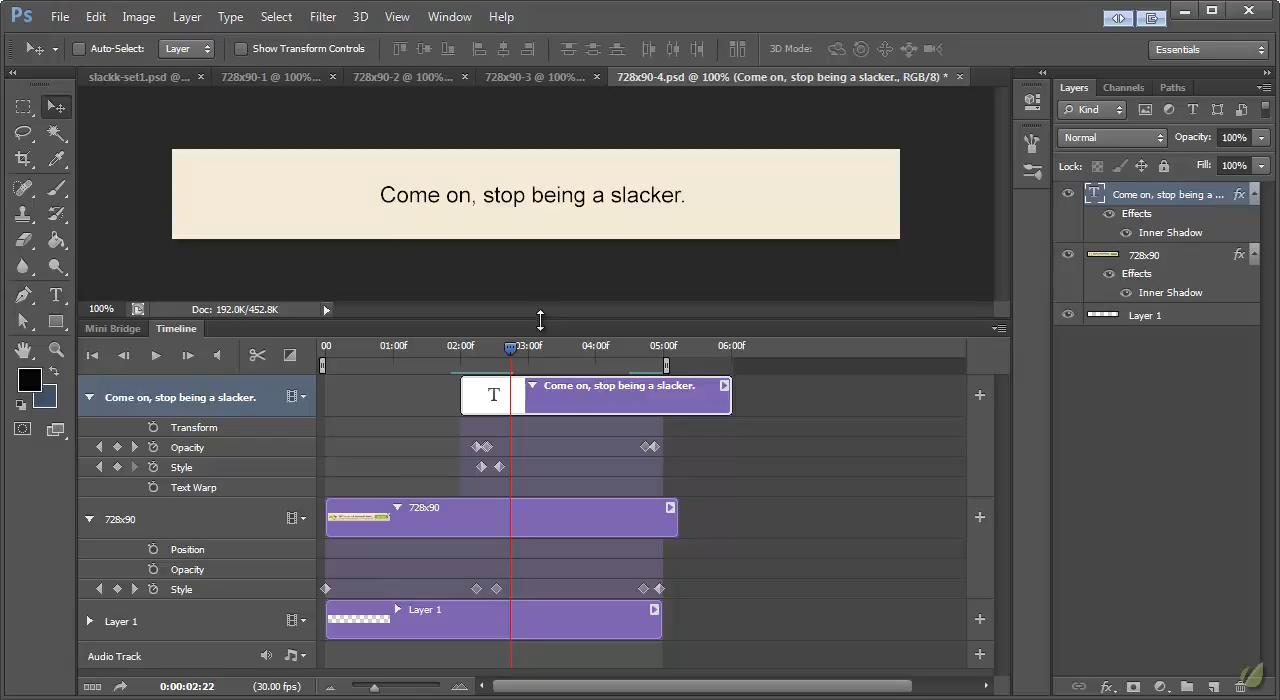 Ps File Edit Image Layer Type Select Filter 3D View Window Help
Auto-Select: Layer Show Transform Controls 3D Mode: Essentials
slackk-set1.psd @... × 728x90-1 @ 100%... × 728x90-2 @ 100%... × 728x90-3 @ 100%... × 728x90-4.psd @ 100% (Come on, stop being a slacker., RGB/8) * ×
Layers Channels Paths
Kind T
Normal Opacity: 100%
Lock: Fill: 100%
Come on, stop being a slacker.
T Come on, stop being a ... fx
Effects
Inner Shadow
728x90 fx
Effects
Inner Shadow
Layer 1
100% Doc: 192.0K/452.8K
Mini Bridge Timeline
00 01:00f 02:00f 03:00f 04:00f 05:00f 06:00f
Come on, stop being a slacker. T Come on, stop being a slacker.
Transform
Opacity
Style
Text Warp
728x90 728x90
Position
Opacity
Style
Layer 1 Layer 1
Audio Track
0:00:02:22 (30.00 fps)
fx